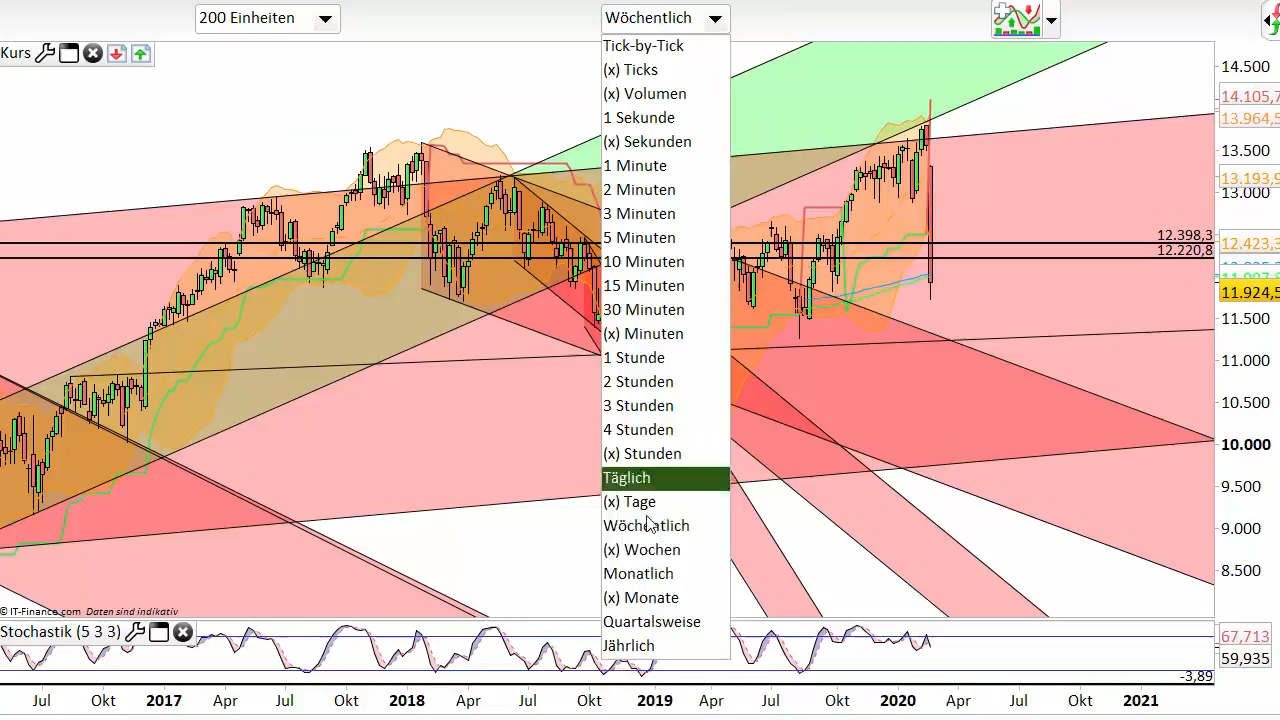 200 Einheiten
Wöchentlich
Kurs
Tick-by-Tick
(x) Ticks
(x) Volumen
1 Sekunde
(x) Sekunden
1 Minute
2 Minuten
3 Minuten
5 Minuten
10 Minuten
15 Minuten
30 Minuten
(x) Minuten
1 Stunde
2 Stunden
3 Stunden
4 Stunden
(x) Stunden
Täglich
(x) Tage
Wöchentlich
(x) Wochen
Monatlich
(x) Monate
Quartalsweise
Jährlich
14.500
14.105,7
13.964,5
13.500
13.193,9
13.000
12.398,3
12.423,3
12.220,8
11.924,5
11.500
11.000
10.500
10.000
9.500
9.000
8.500
© IT-Finance.com Daten sind indikativ
Stochastik (5 3 3)
67,713
59,935
-3,89
Jul Okt 2017 Apr Jul Okt 2018 Apr Jul Okt 2019 Apr Jul Okt 2020 Apr Jul Okt 2021